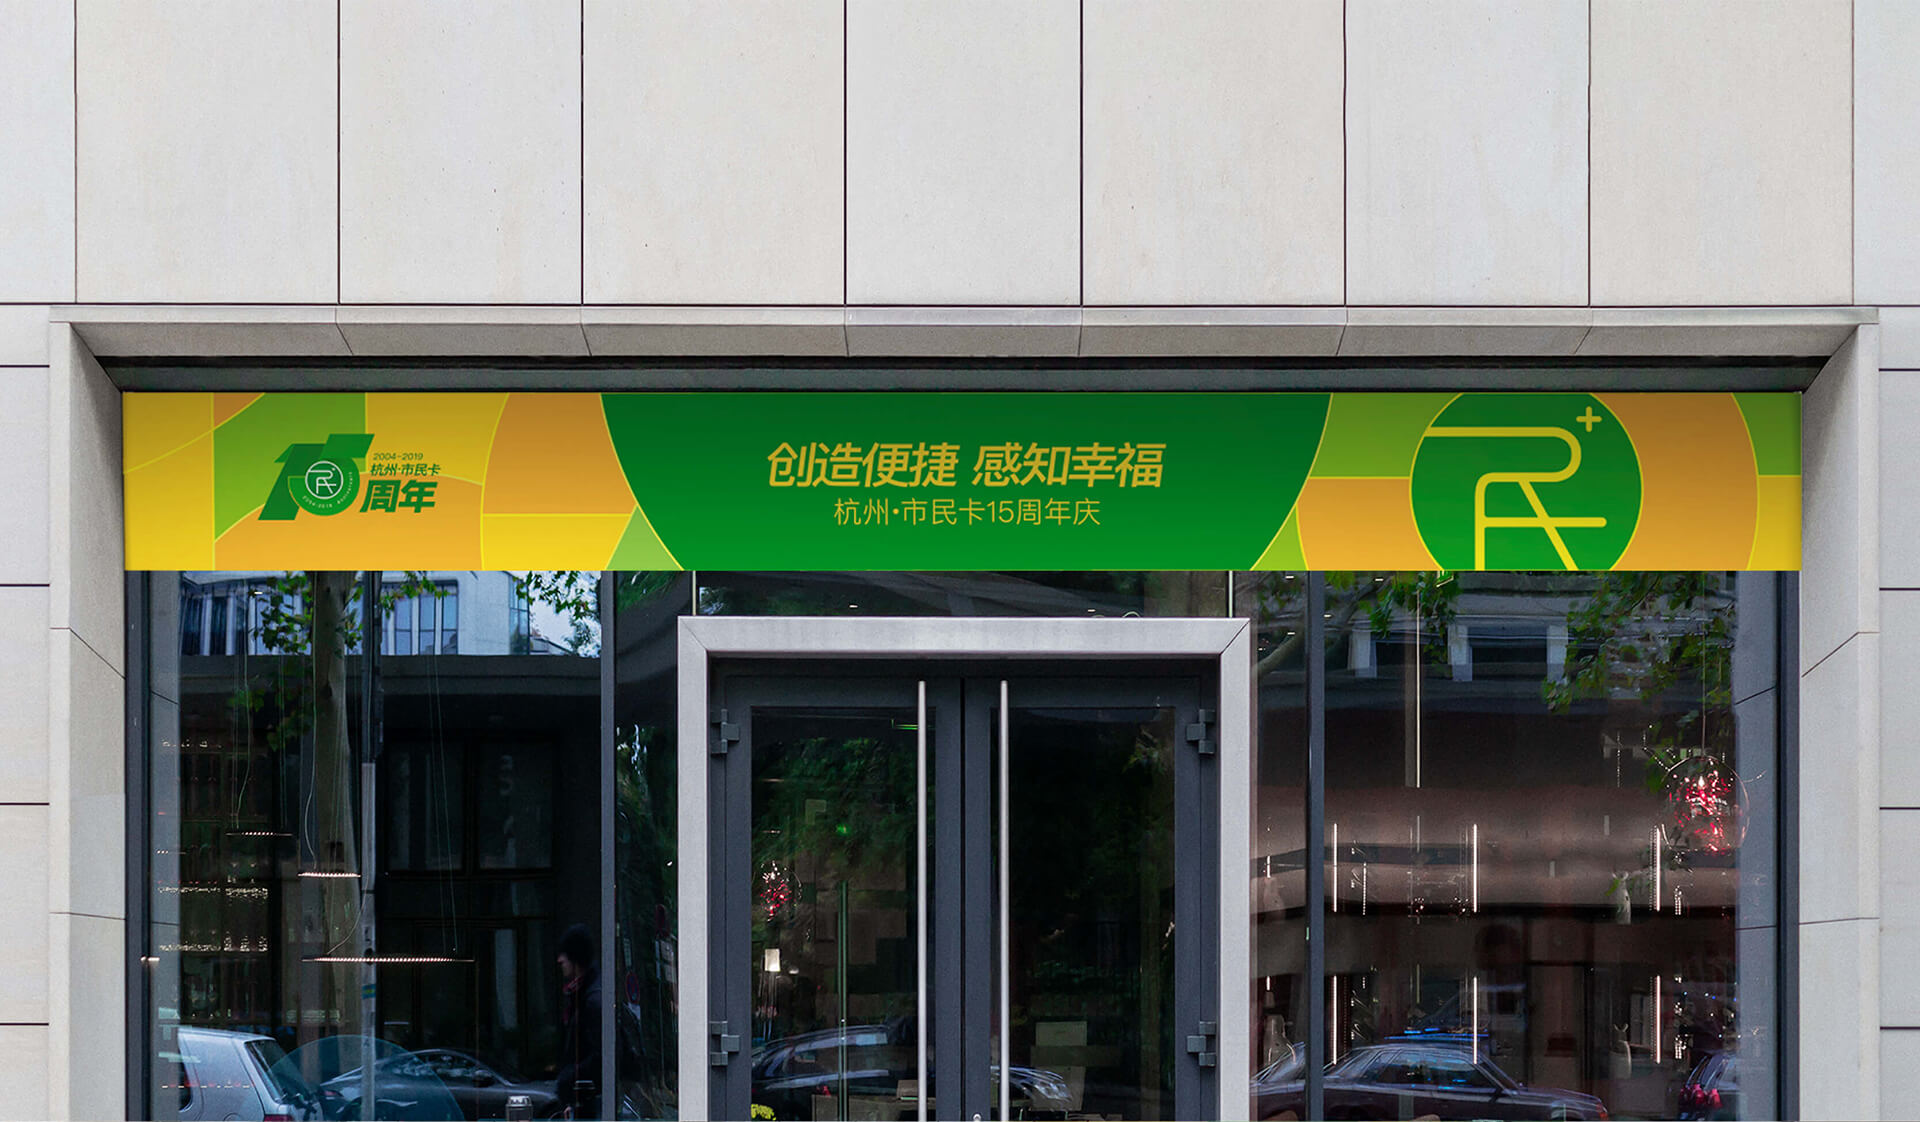 2004-2019
杭州·市民卡
周年
15
创造便捷 感知幸福
杭州·市民卡15周年庆